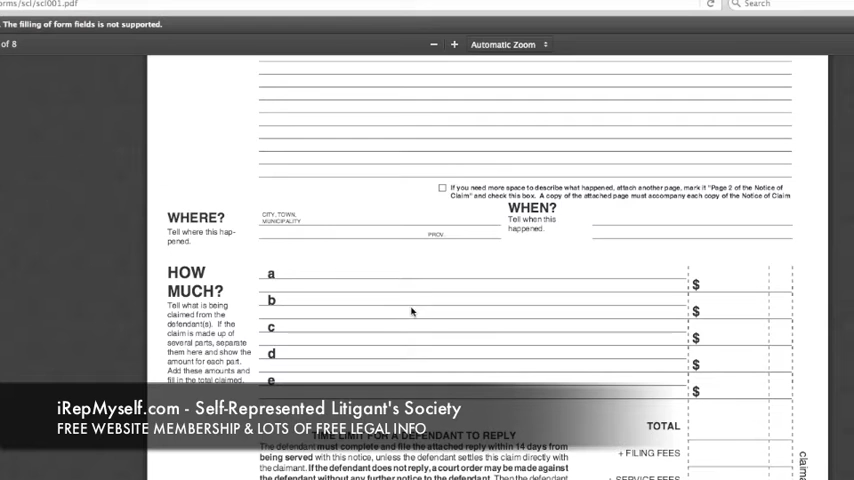 orms/scl/scl001.pdf
Search
The filling of form fields is not supported.
of 8
Automatic Zoom
If you need more space to describe what happened, attach another page, mark it "Page 2 of the Notice of
Claim" and check this box. A copy of the attached page must accompany each copy of the Notice of Claim
WHERE?
Tell where this hap-
pened.
CITY, TOWN,
MUNICIPALITY
PROV.
WHEN?
Tell when this
happened.
HOW
MUCH?
Tell what is being
claimed from the
defendant(s). If the
claim is made up of
several parts, separate
them here and show the
amount for each part.
Add these amounts and
fill in the total claimed.
a
$
b
$
c
$
d
$
e
$
iRepMyself.com - Self-Represented Litigant's Society
FREE WEBSITE MEMBERSHIP & LOTS OF FREE LEGAL INFO
TOTAL
TIME LIMIT FOR A DEFENDANT TO REPLY
The defendant must complete and file the attached reply within 14 days from
being served with this notice, unless the defendant settles this claim directly with
the claimant. If the defendant does not reply, a court order may be made against
the defendant without any further notice to the defendant. Then the defendant
+ FILING FEES
+ SERVICE FEES
claima